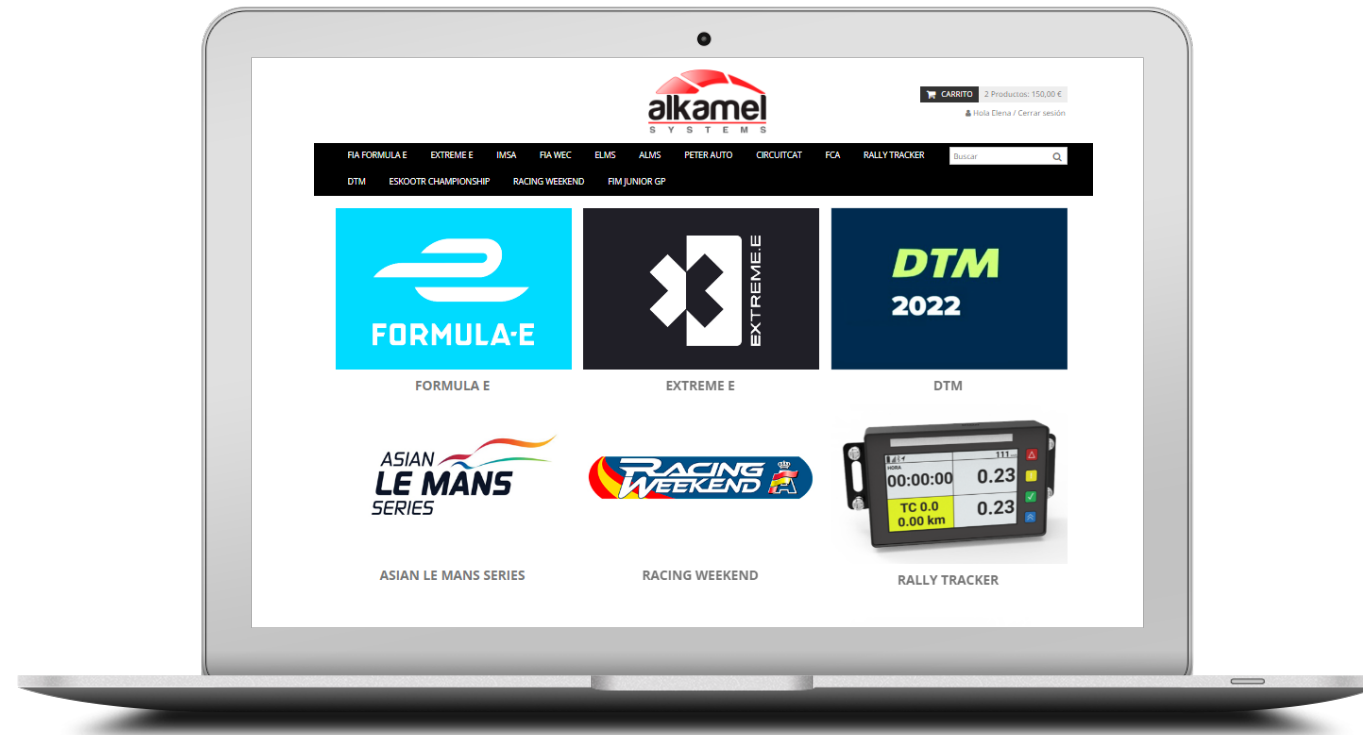 alkamel
SYSTEMS
CARRITO 2 Productos: 150,00 €
Hola Elena / Cerrar sesión
FIA FORMULA E EXTREME E IMSA FIA WEC ELMS ALMS PETER AUTO CIRCUITCAT FCA RALLY TRACKER Buscar
DTM ESKOOTR CHAMPIONSHIP RACING WEEKEND FIM JUNIOR GP
FORMULA-E
EXTREME.E
DTM
2022
FORMULA E EXTREME E DTM
ASIAN
LE MANS
SERIES
RACING
WEEKEND
111
HORA
00:00:00 0.23
TC 0.0
0.00 km
0.23
ASIAN LE MANS SERIES RACING WEEKEND RALLY TRACKER